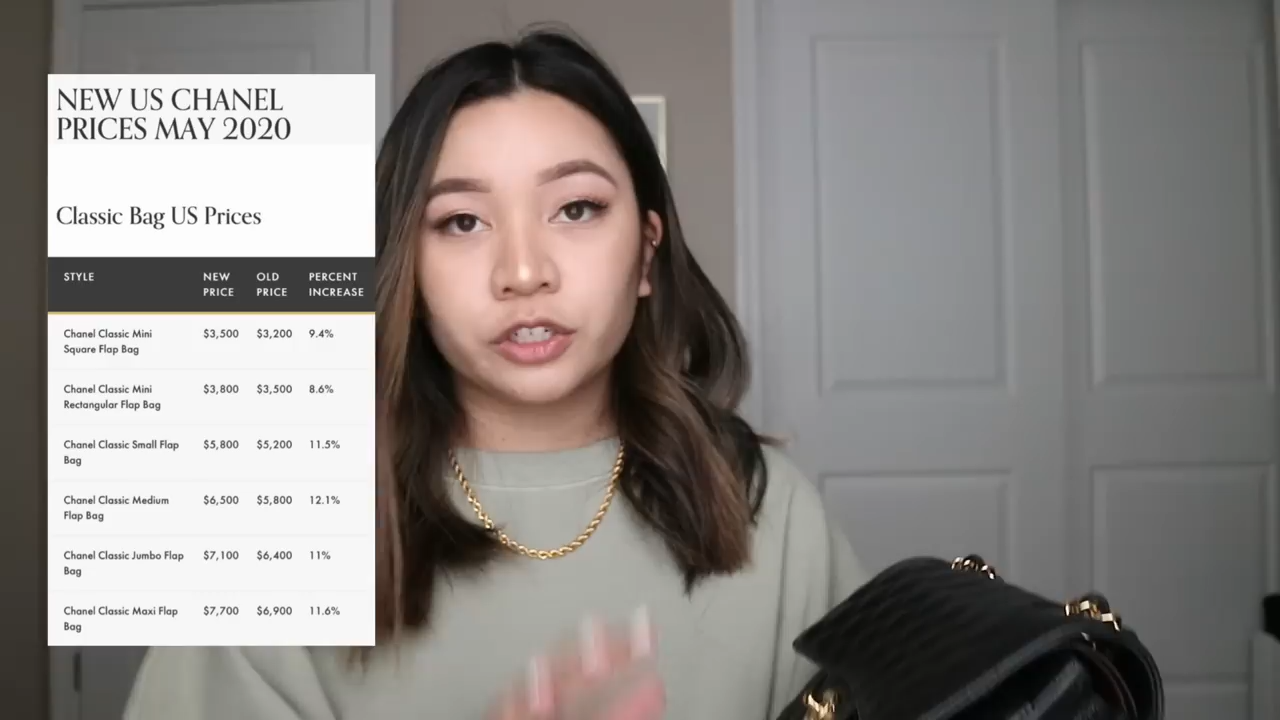 NEW US CHANEL
PRICES MAY 2020
Classic Bag US Prices
STYLE NEW PRICE OLD PRICE PERCENT INCREASE
Chanel Classic Mini Square Flap Bag $3,500 $3,200 9.4%
Chanel Classic Mini Rectangular Flap Bag $3,800 $3,500 8.6%
Chanel Classic Small Flap Bag $5,800 $5,200 11.5%
Chanel Classic Medium Flap Bag $6,500 $5,800 12.1%
Chanel Classic Jumbo Flap Bag $7,100 $6,400 11%
Chanel Classic Maxi Flap Bag $7,700 $6,900 11.6%